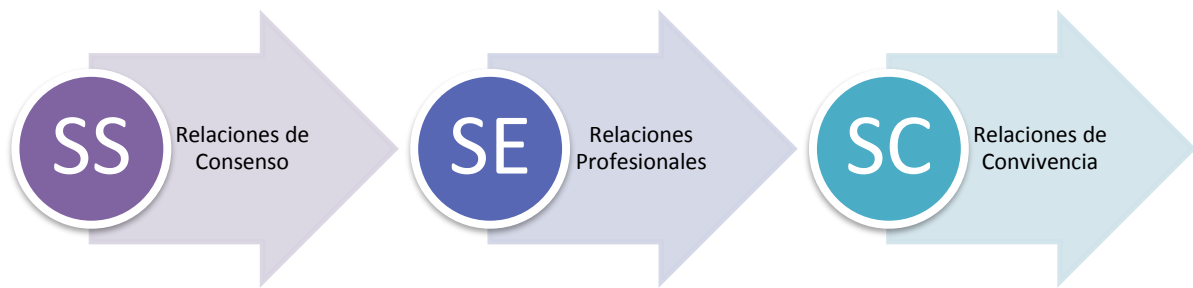 SS
Relaciones de
Consenso
SE
Relaciones
Profesionales
SC
Relaciones de
Convivencia